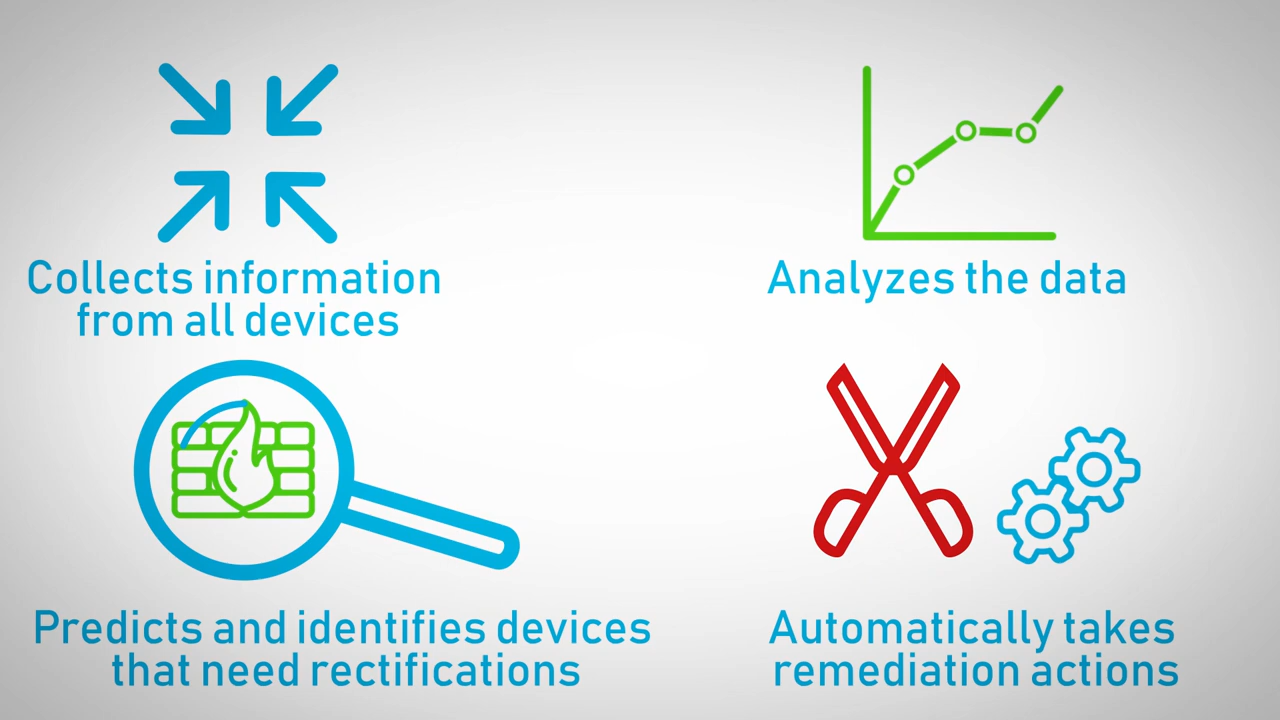 Collects information
from all devices
Analyzes the data
Predicts and identifies devices
that need rectifications
Automatically takes
remediation actions